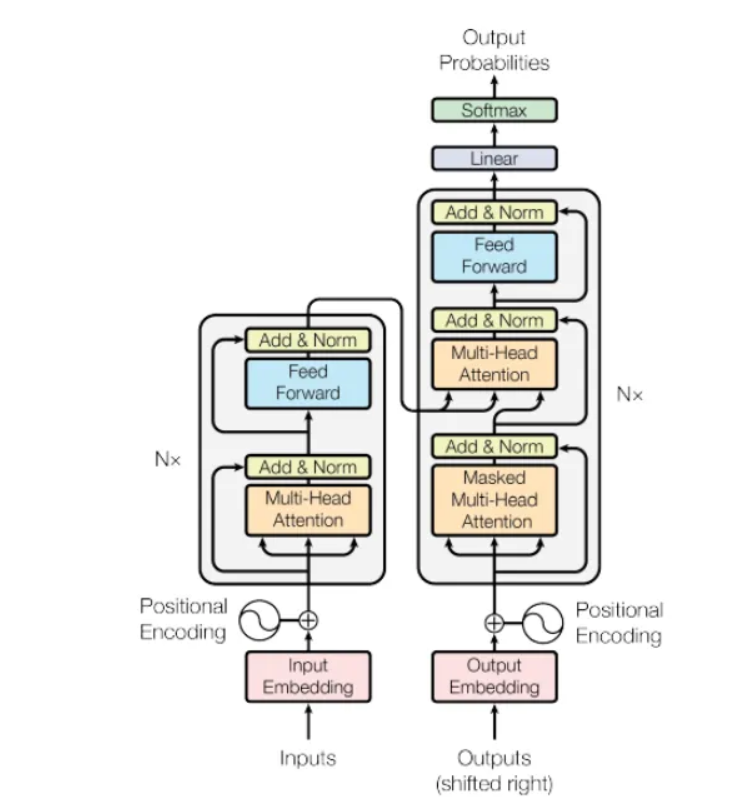 Output
Probabilities
Softmax
Linear
Add & Norm
Feed
Forward
Add & Norm
Multi-Head
Attention
Add & Norm
Masked
Multi-Head
Attention
Nx
Add & Norm
Feed
Forward
Add & Norm
Multi-Head
Attention
Nx
Positional
Encoding
Positional
Encoding
Input
Embedding
Output
Embedding
Inputs
Outputs
(shifted right)